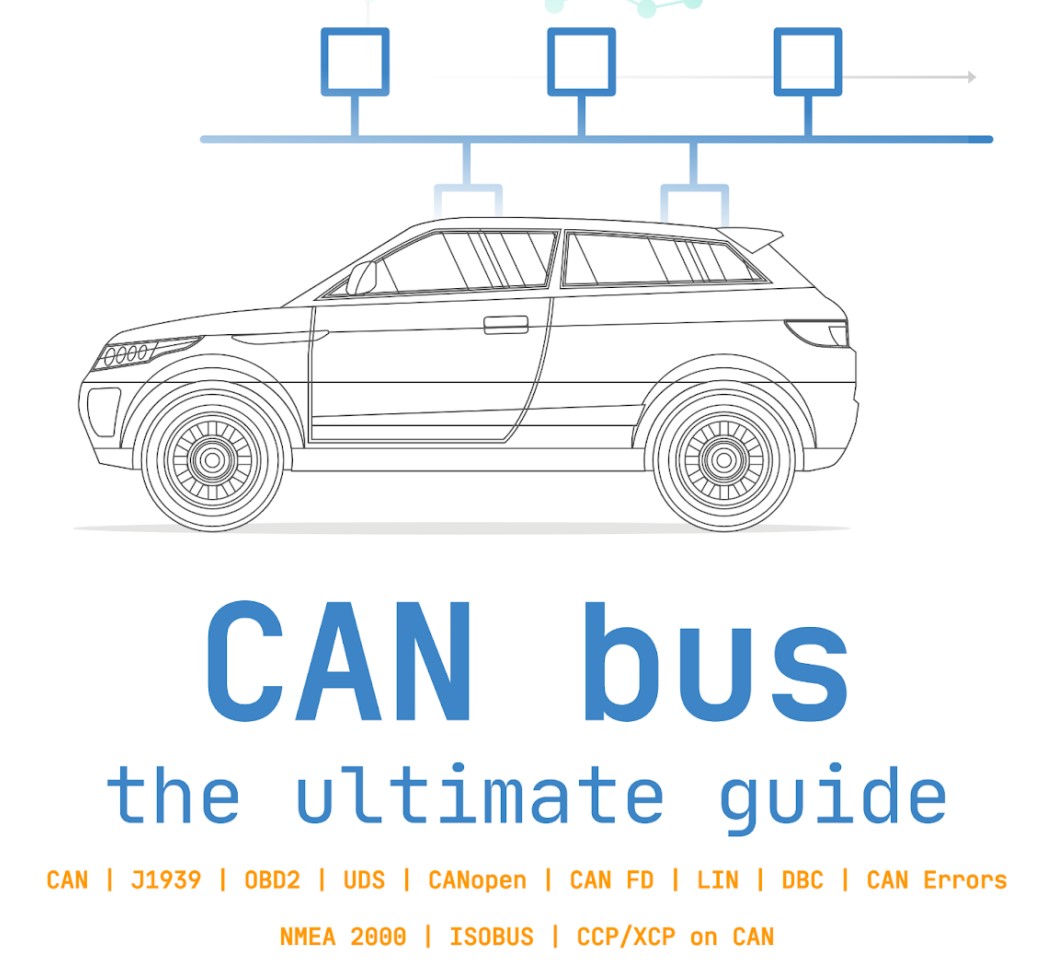 CAN bus
the ultimate guide
CAN | J1939 | OBD2 | UDS | CANopen | CAN FD | LIN | DBC | CAN Errors
NMEA 2000 | ISOBUS | CCP/XCP on CAN